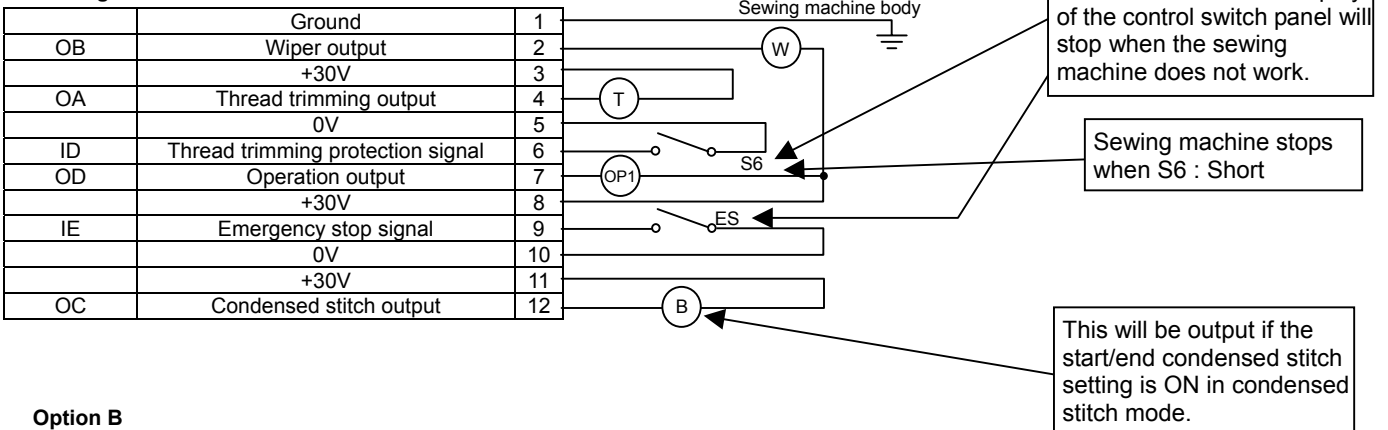 Sewing machine body
Ground 1
OB Wiper output 2
+30V 3
OA Thread trimming output 4
0V 5
ID Thread trimming protection signal 6
OD Operation output 7
+30V 8
IE Emergency stop signal 9
0V 10
+30V 11
OC Condensed stitch output 12
W
T
S6
OP1
ES
B
of the control switch panel will
stop when the sewing
machine does not work.
Sewing machine stops
when S6 : Short
This will be output if the
start/end condensed stitch
setting is ON in condensed
stitch mode.
Option B